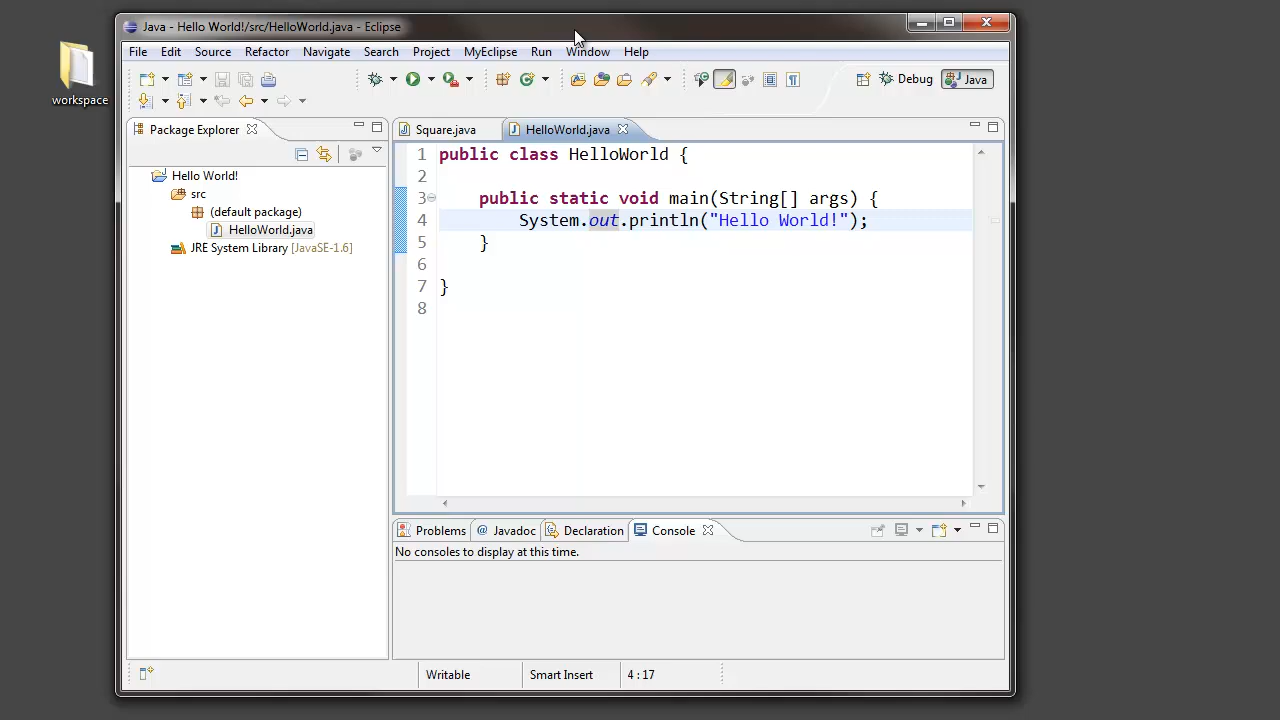 Java - Hello World!/src/HelloWorld.java - Eclipse
File Edit Source Refactor Navigate Search Project MyEclipse Run Window Help
workspace
Debug Java
Package Explorer
Square.java HelloWorld.java
Hello World!
src
(default package)
HelloWorld.java
JRE System Library [JavaSE-1.6]
1 public class HelloWorld {
2
3 public static void main(String[] args) {
4 System.out.println("Hello World!");
5 }
6
7 }
8
Problems @ Javadoc Declaration Console
No consoles to display at this time.
Writable Smart Insert 4 : 17